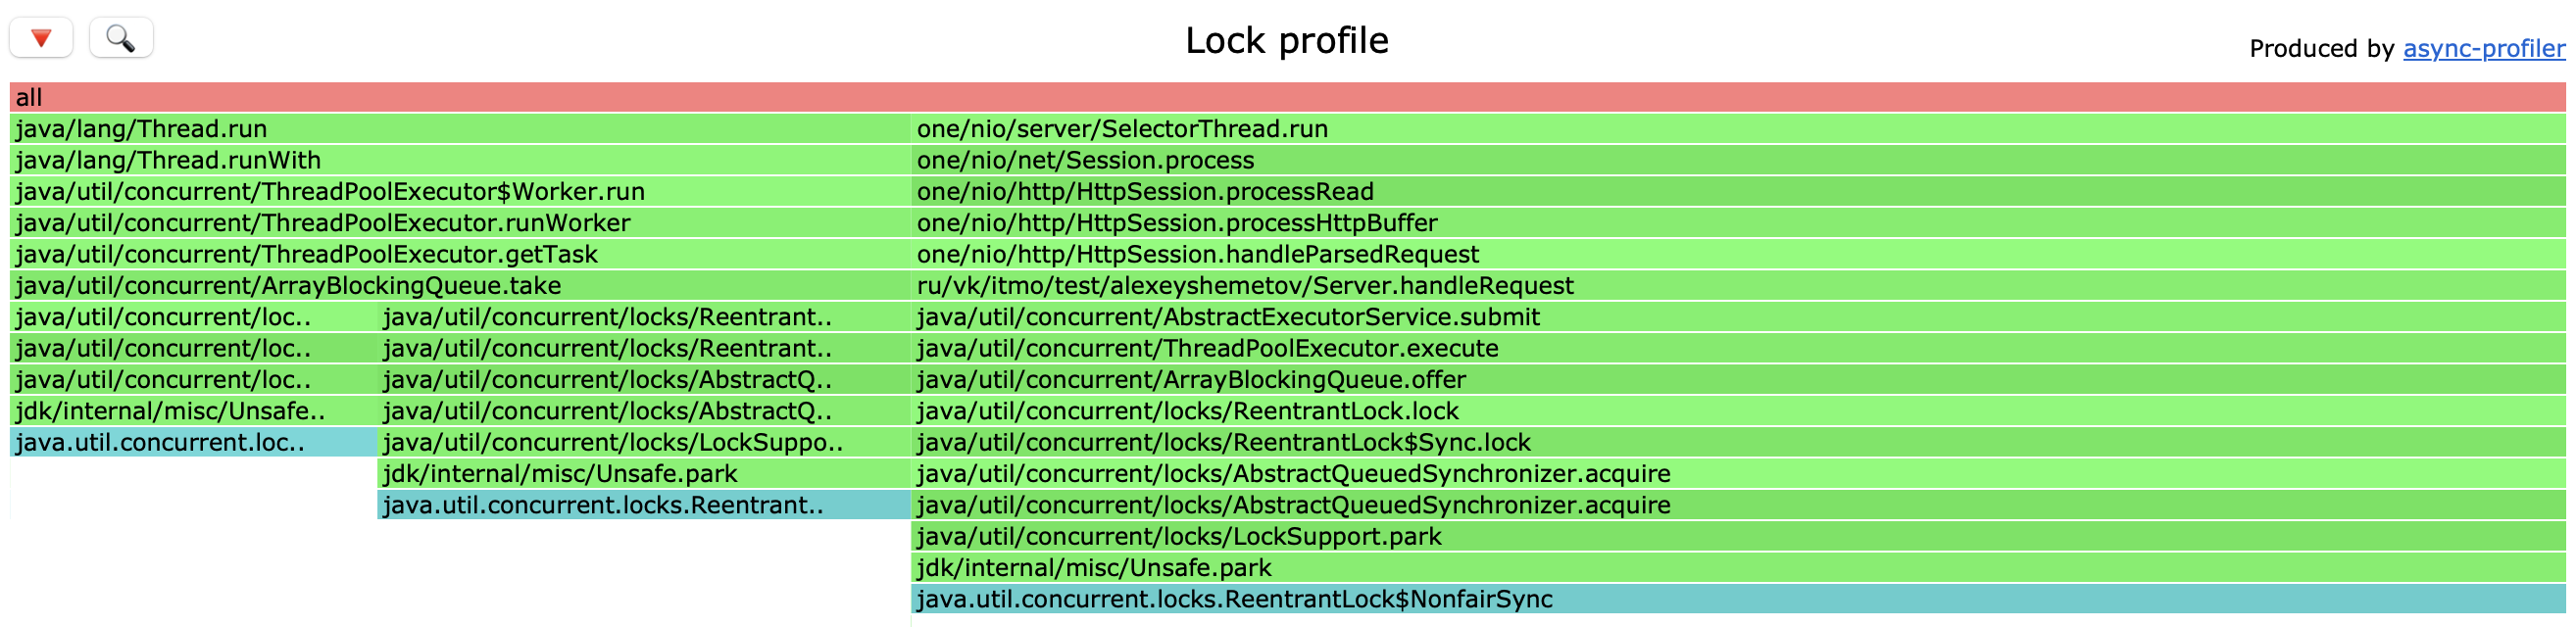 Lock profile
Produced by async-profiler
all
java/lang/Thread.run one/nio/server/SelectorThread.run
java/lang/Thread.runWith one/nio/net/Session.process
java/util/concurrent/ThreadPoolExecutor$Worker.run one/nio/http/HttpSession.processRead
java/util/concurrent/ThreadPoolExecutor.runWorker one/nio/http/HttpSession.processHttpBuffer
java/util/concurrent/ThreadPoolExecutor.getTask one/nio/http/HttpSession.handleParsedRequest
java/util/concurrent/ArrayBlockingQueue.take ru/vk/itmo/test/alexeyshemetov/Server.handleRequest
java/util/concurrent/loc.. java/util/concurrent/locks/Reentrant.. java/util/concurrent/AbstractExecutorService.submit
java/util/concurrent/loc.. java/util/concurrent/locks/Reentrant.. java/util/concurrent/ThreadPoolExecutor.execute
java/util/concurrent/loc.. java/util/concurrent/locks/AbstractQ.. java/util/concurrent/ArrayBlockingQueue.offer
jdk/internal/misc/Unsafe.. java/util/concurrent/locks/AbstractQ.. java/util/concurrent/locks/ReentrantLock.lock
java.util.concurrent.loc.. java/util/concurrent/locks/LockSuppo.. java/util/concurrent/locks/ReentrantLock$Sync.lock
jdk/internal/misc/Unsafe.park java/util/concurrent/locks/AbstractQueuedSynchronizer.acquire
java.util.concurrent.locks.Reentrant.. java/util/concurrent/locks/AbstractQueuedSynchronizer.acquire
java/util/concurrent/locks/LockSupport.park
jdk/internal/misc/Unsafe.park
java.util.concurrent.locks.ReentrantLock$NonfairSync